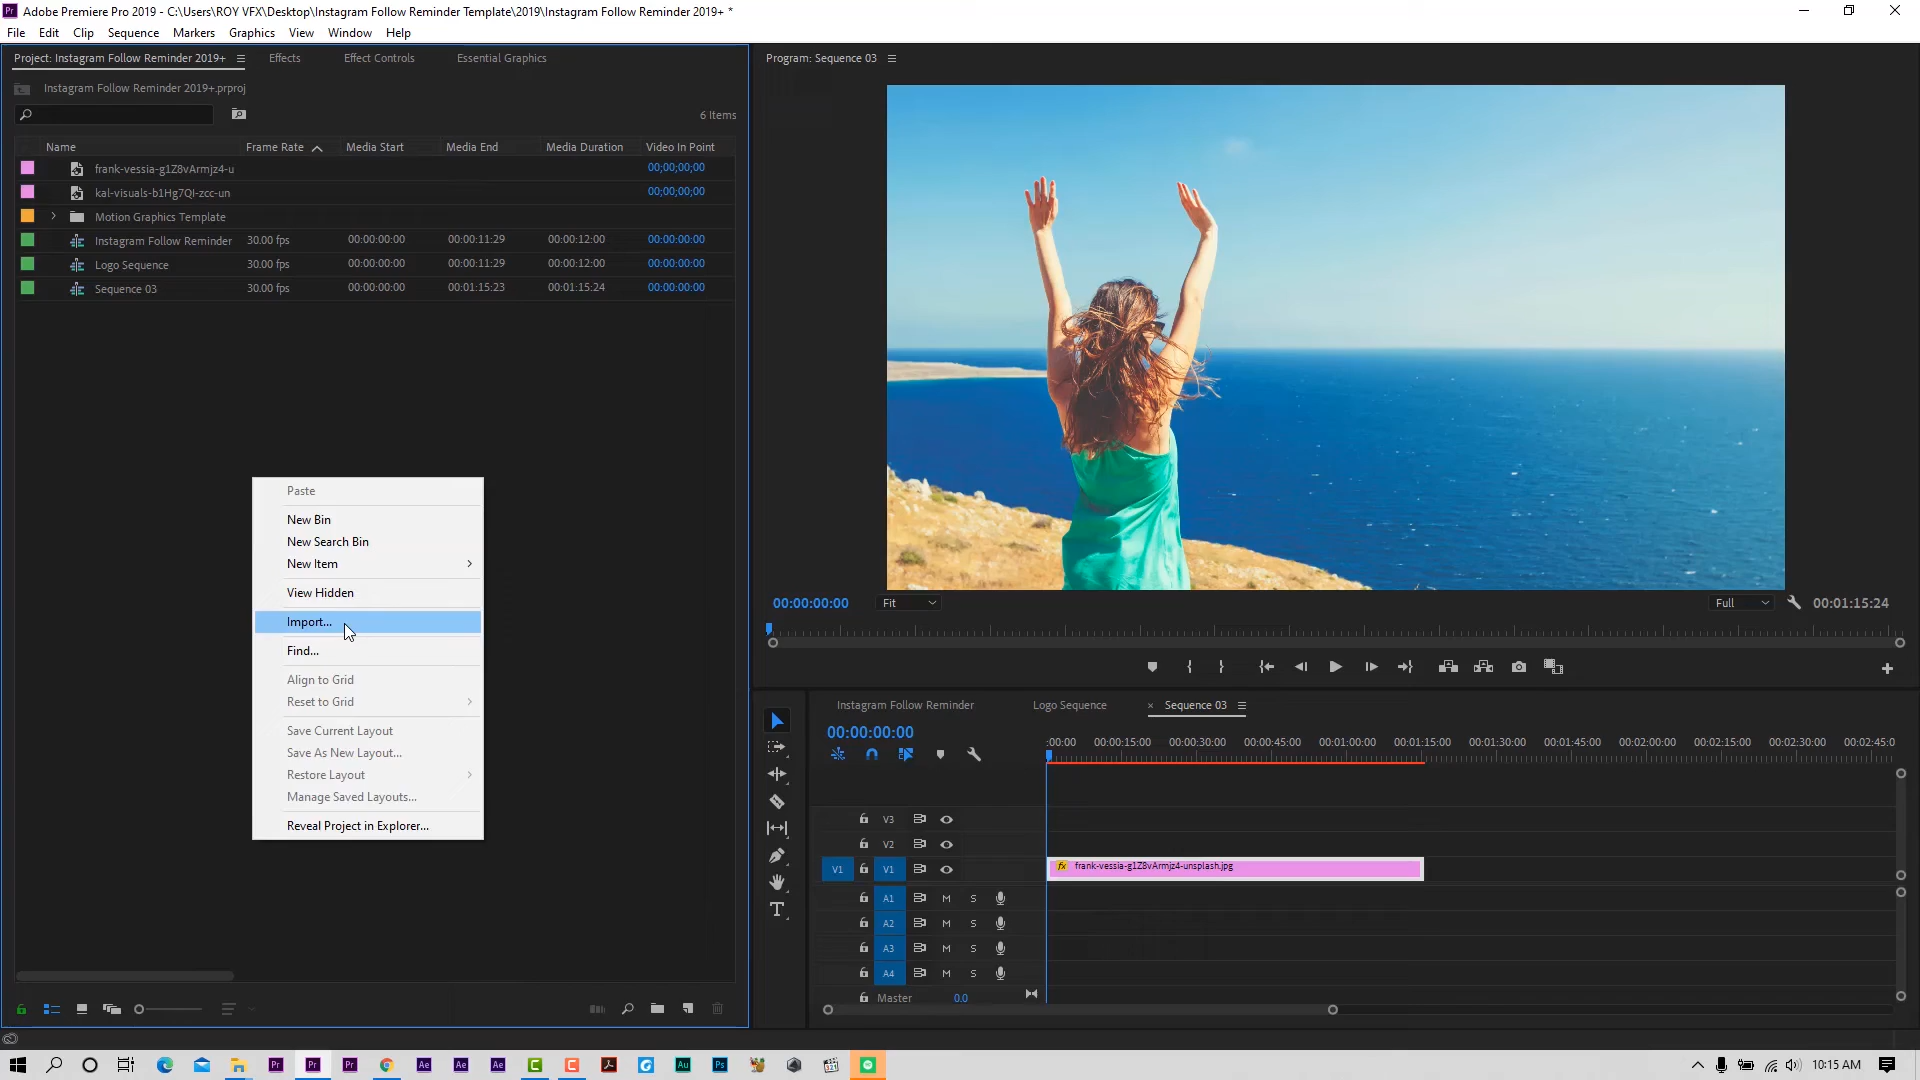 Adobe Premiere Pro 2019 - C:\Users\ROY VFX\Desktop\Instagram Follow Reminder Template\2019\Instagram Follow Reminder 2019+ *
File Edit Clip Sequence Markers Graphics View Window Help
Project: Instagram Follow Reminder 2019+ Effects Effect Controls Essential Graphics
Instagram Follow Reminder 2019+.prproj
6 Items
Name Frame Rate Media Start Media End Media Duration Video In Point
frank-vessia-g1Z8vArmjz4-u 00;00;00;00
kal-visuals-b1Hg7QI-zcc-un 00;00;00;00
Motion Graphics Template
Instagram Follow Reminder 30.00 fps 00:00:00:00 00:00:11:29 00:00:12:00 00:00:00:00
Logo Sequence 30.00 fps 00:00:00:00 00:00:11:29 00:00:12:00 00:00:00:00
Sequence 03 30.00 fps 00:00:00:00 00:01:15:23 00:01:15:24 00:00:00:00
Paste
New Bin
New Search Bin
New Item
View Hidden
Import...
Find...
Align to Grid
Reset to Grid
Save Current Layout
Save As New Layout...
Restore Layout
Manage Saved Layouts...
Reveal Project in Explorer...
Program: Sequence 03
00:00:00:00 Fit Full 00:01:15:24
Instagram Follow Reminder Logo Sequence × Sequence 03
00:00:00:00
:00:00 00:00:15:00 00:00:30:00 00:00:45:00 00:01:00:00 00:01:15:00 00:01:30:00 00:01:45:00 00:02:00:00 00:02:15:00 00:02:30:00 00:02:45:0
V3
V2
V1 V1 fx frank-vessia-g1Z8vArmjz4-unsplash.jpg
A1 M S
A2 M S
A3 M S
A4 M S
Master 0.0
10:15 AM